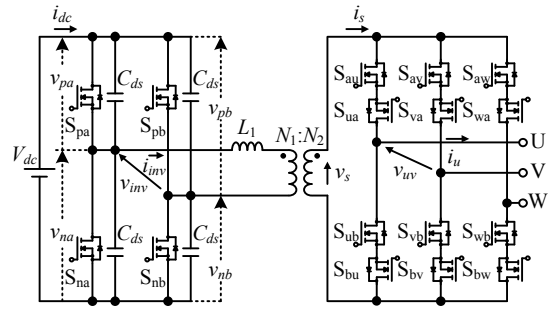 i_dc
i_s
v_pa
C_ds
C_ds
v_pb
S_pa
S_pb
L_1
N_1:N_2
V_dc
i_inv
v_inv
v_s
v_na
C_ds
C_ds
v_nb
S_na
S_nb
S_au
S_av
S_aw
S_ua
S_va
S_wa
i_u
U
v_uv
V
W
S_ub
S_vb
S_wb
S_bu
S_bv
S_bw